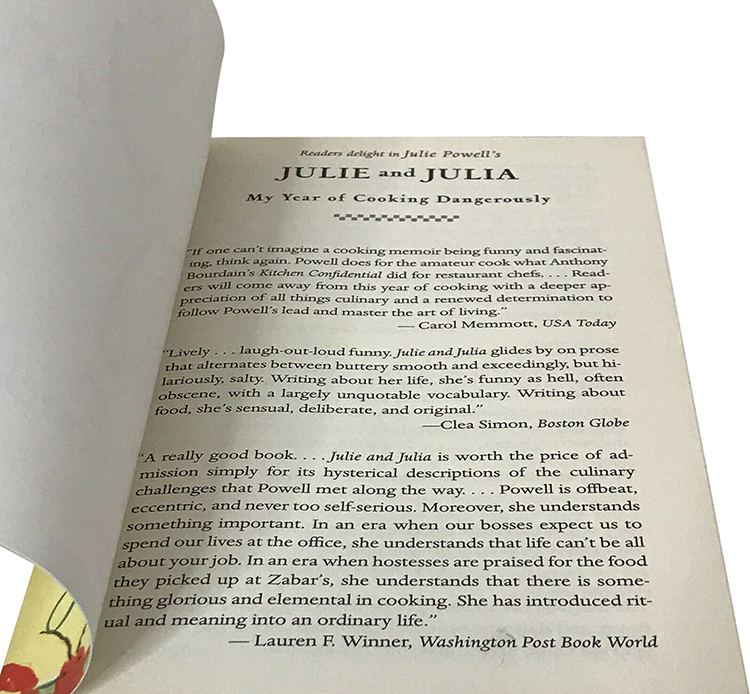 Readers delight in Julie Powell's
JULIE and JULIA
My Year of Cooking Dangerously
"If one can't imagine a cooking memoir being funny and fascinat-
ing, think again. Powell does for the amateur cook what Anthony
Bourdain's Kitchen Confidential did for restaurant chefs. . . . Read-
ers will come away from this year of cooking with a deeper ap-
preciation of all things culinary and a renewed determination to
follow Powell's lead and master the art of living."
— Carol Memmott, USA Today
"Lively . . . laugh-out-loud funny. Julie and Julia glides by on prose
that alternates between buttery smooth and exceedingly, but hi-
lariously, salty. Writing about her life, she's funny as hell, often
obscene, with a largely unquotable vocabulary. Writing about
food, she's sensual, deliberate, and original."
—Clea Simon, Boston Globe
"A really good book. . . . Julie and Julia is worth the price of ad-
mission simply for its hysterical descriptions of the culinary
challenges that Powell met along the way. . . . Powell is offbeat,
eccentric, and never too self-serious. Moreover, she understands
something important. In an era when our bosses expect us to
spend our lives at the office, she understands that life can't be all
about your job. In an era when hostesses are praised for the food
they picked up at Zabar's, she understands that there is some-
thing glorious and elemental in cooking. She has introduced rit-
ual and meaning into an ordinary life."
— Lauren F. Winner, Washington Post Book World